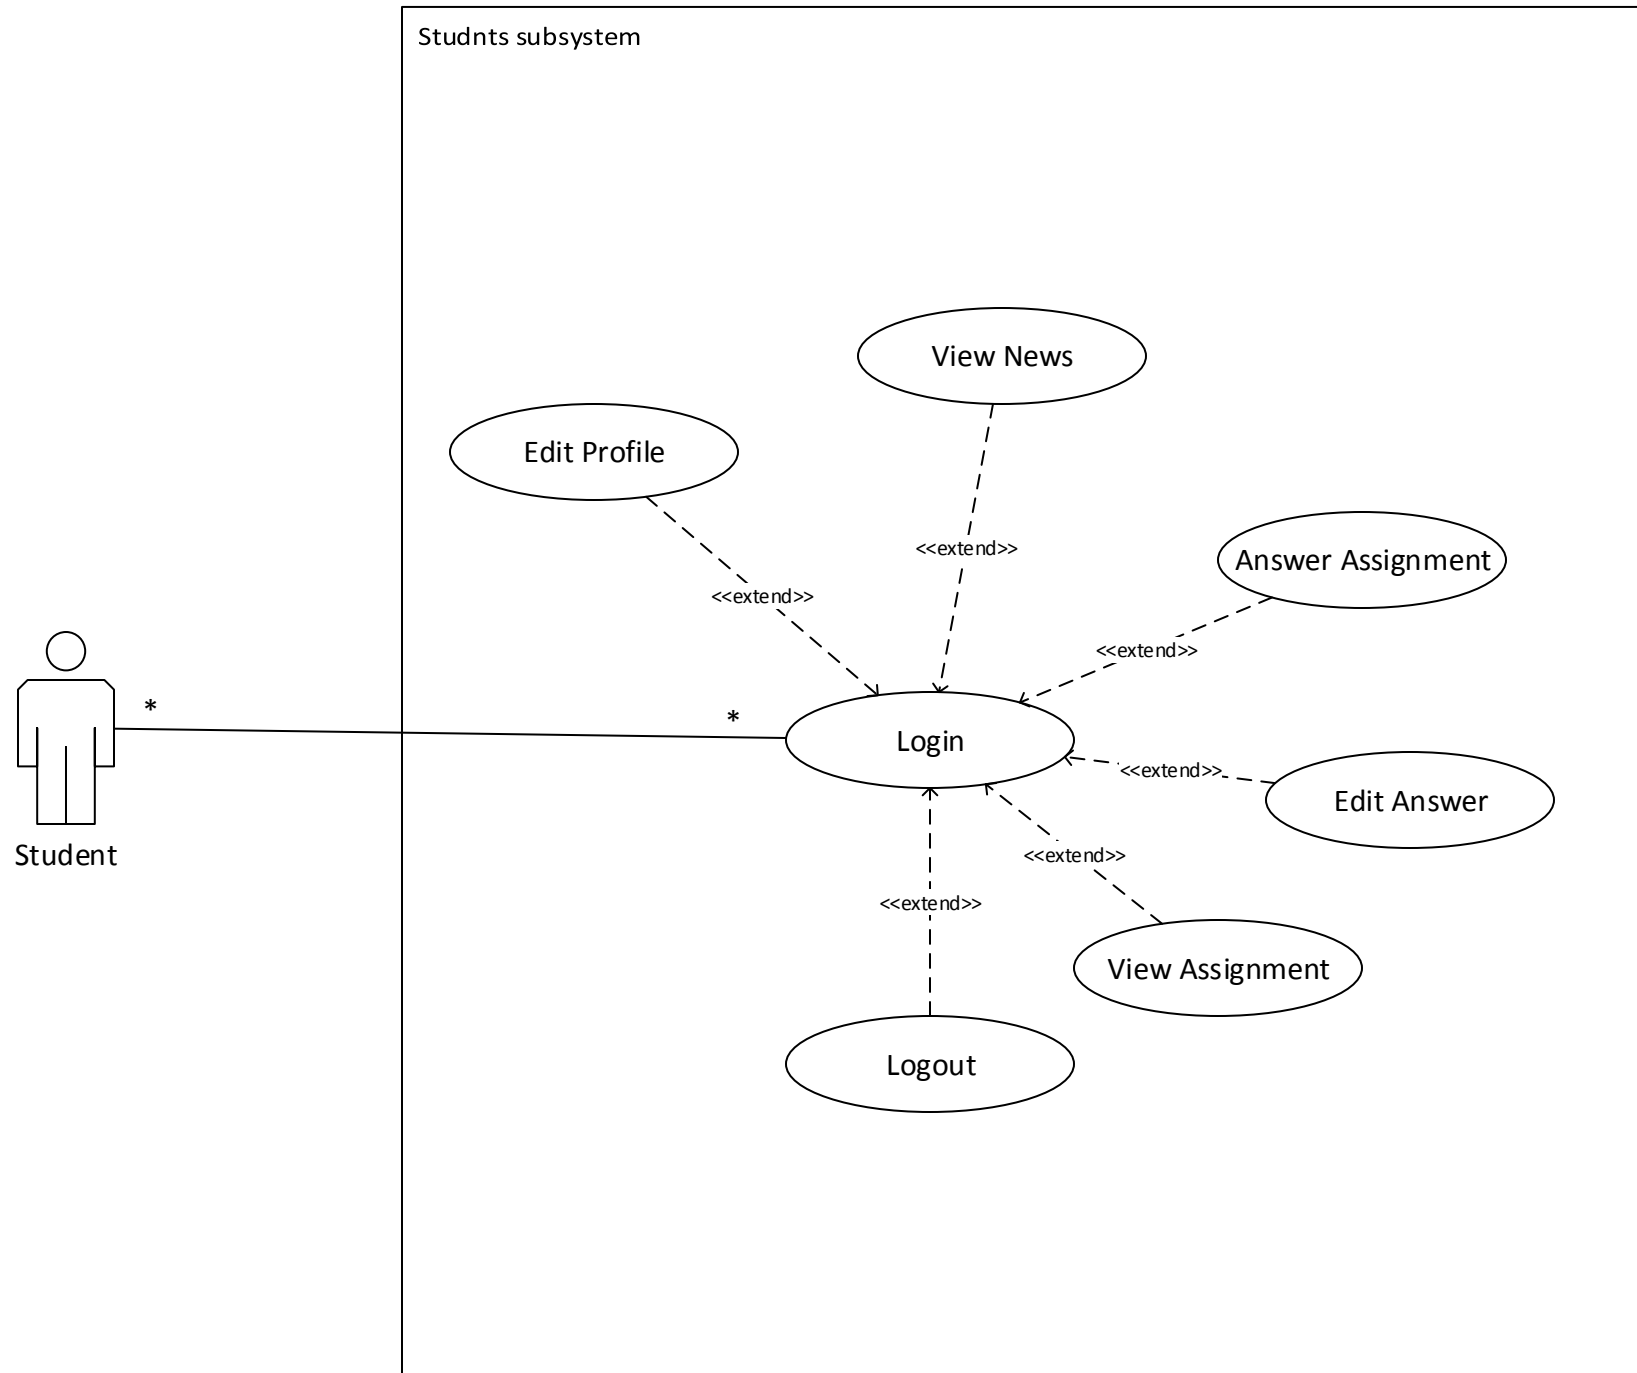 Studnts subsystem
View News
Edit Profile
<<extend>>
Answer Assignment
<<extend>>
<<extend>>
*
*
Login
<<extend>>
Edit Answer
Student
<<extend>>
<<extend>>
View Assignment
Logout